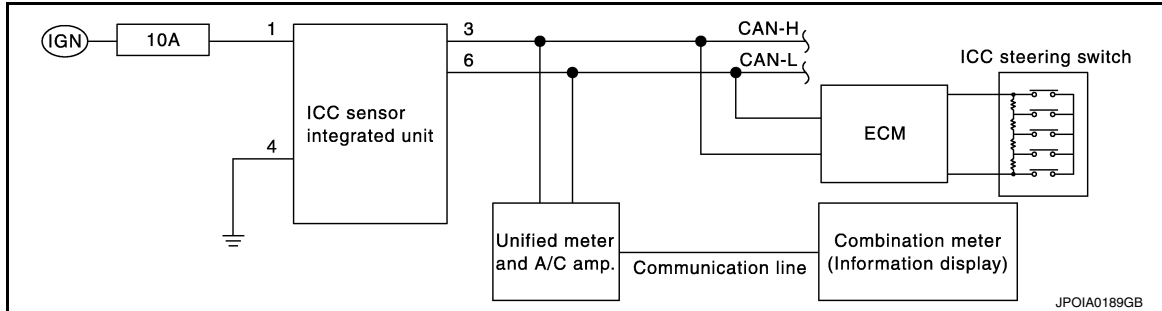 IGN
10A
1
3
CAN-H
6
CAN-L
ICC steering switch
ICC sensor
integrated unit
4
ECM
Unified meter
and A/C amp.
Communication line
Combination meter
(Information display)
JPOIA0189GB